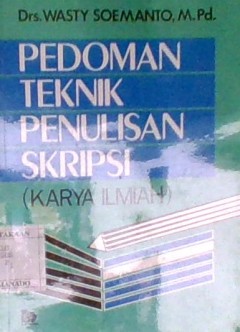 Drs. WASTY SOEMANTO, M.Pd.
PEDOMAN
TEKNIK
PENULISAN
SKRIPSI
(KARYA ILMIAH)